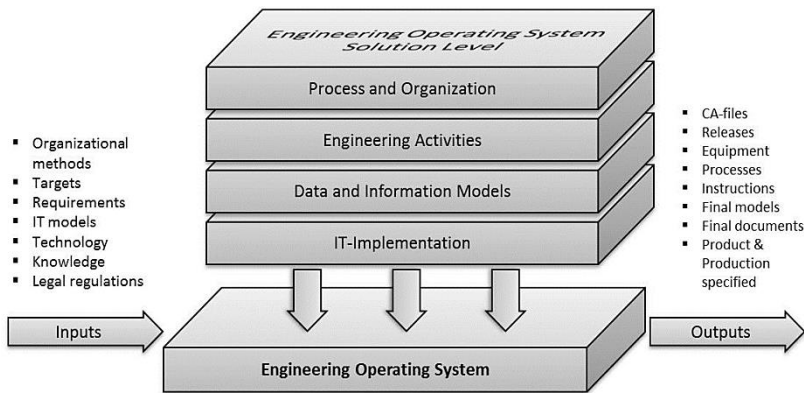 Engineering Operating System
Solution Level
Process and Organization
Engineering Activities
Data and Information Models
IT-Implementation
▪ Organizational
methods
▪ Targets
▪ Requirements
▪ IT models
▪ Technology
▪ Knowledge
▪ Legal regulations
▪ CA-files
▪ Releases
▪ Equipment
▪ Processes
▪ Instructions
▪ Final models
▪ Final documents
▪ Product &
Production
specified
Inputs
Engineering Operating System
Outputs